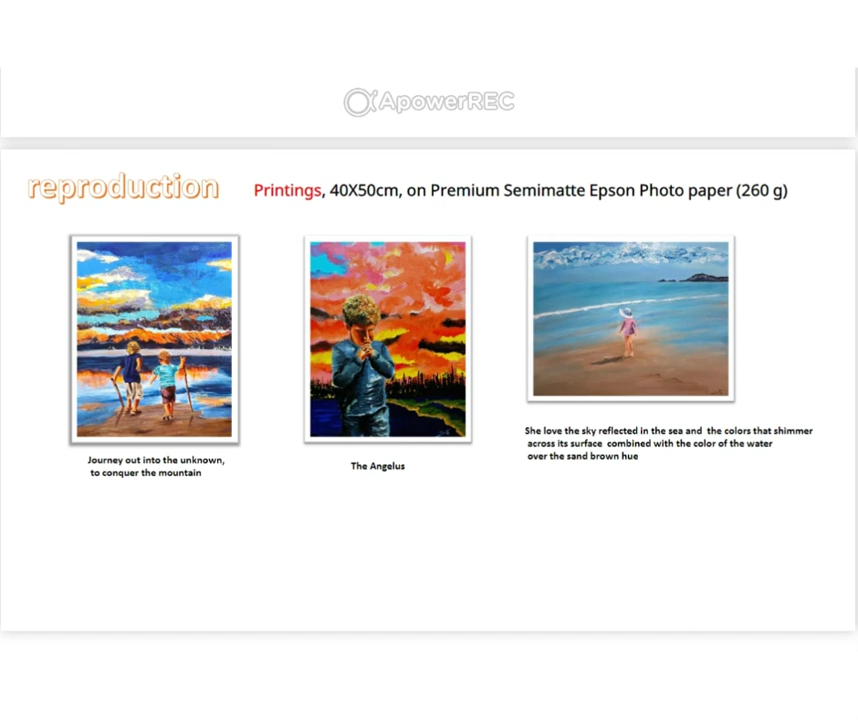 ApowerREC
reproduction
Printings, 40X50cm, on Premium Semimatte Epson Photo paper (260 g)
Journey out into the unknown,
to conquer the mountain
The Angelus
She love the sky reflected in the sea and the colors that shimmer
across its surface combined with the color of the water
over the sand brown hue